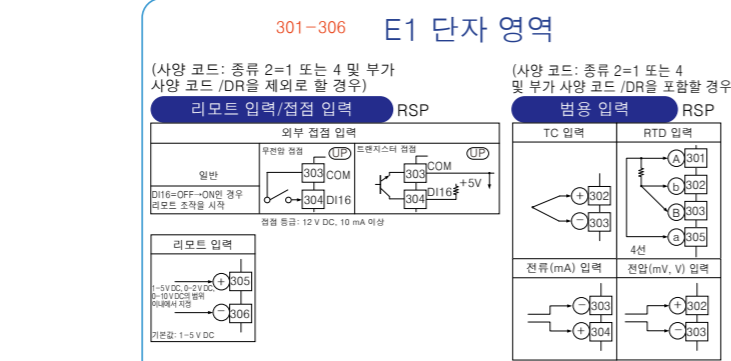 301-306 E1 단자 영역
(사양 코드: 종류 2=1 또는 4 및 부가
사양 코드 /DR을 제외로 할 경우)
리모트 입력/접점 입력 RSP
외부 접점 입력
일반
DI16=OFF→ON인 경우
리모트 조작을 시작
무전압 접점 UP
303 COM
304 DI16
트랜지스터 접점 UP
303 COM
304 DI16 +5V
접점 등급: 12 V DC, 10 mA 이상
리모트 입력
1-5 V DC, 0-2 V DC,
0-10 V DC의 범위
이내에서 지정
+ 305
- 306
기본값: 1-5 V DC
(사양 코드: 종류 2=1 또는 4
및 부가 사양 코드 /DR을 포함할 경우
범용 입력 RSP
TC 입력
+ 302
- 303
RTD 입력
A 301
b 302
B 303
a 305
4선
전류(mA) 입력
- 303
+ 304
전압(mV, V) 입력
+ 302
- 303